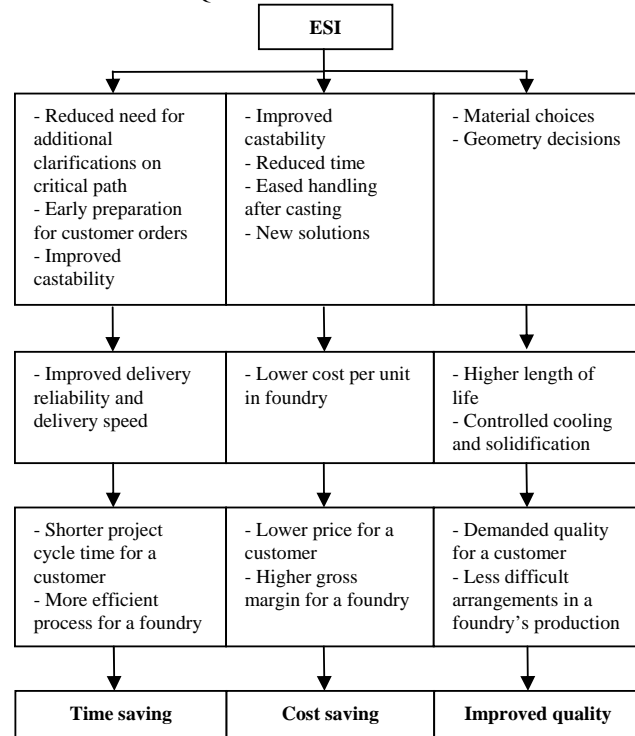 ESI
- Reduced need for
additional
clarifications on
critical path
- Early preparation
for customer orders
- Improved
castability
- Improved
castability
- Reduced time
- Eased handling
after casting
- New solutions
- Material choices
- Geometry decisions
- Improved delivery
reliability and
delivery speed
- Lower cost per unit
in foundry
- Higher length of
life
- Controlled cooling
and solidification
- Shorter project
cycle time for a
customer
- More efficient
process for a foundry
- Lower price for a
customer
- Higher gross
margin for a foundry
- Demanded quality
for a customer
- Less difficult
arrangements in a
foundry's production
Time saving
Cost saving
Improved quality